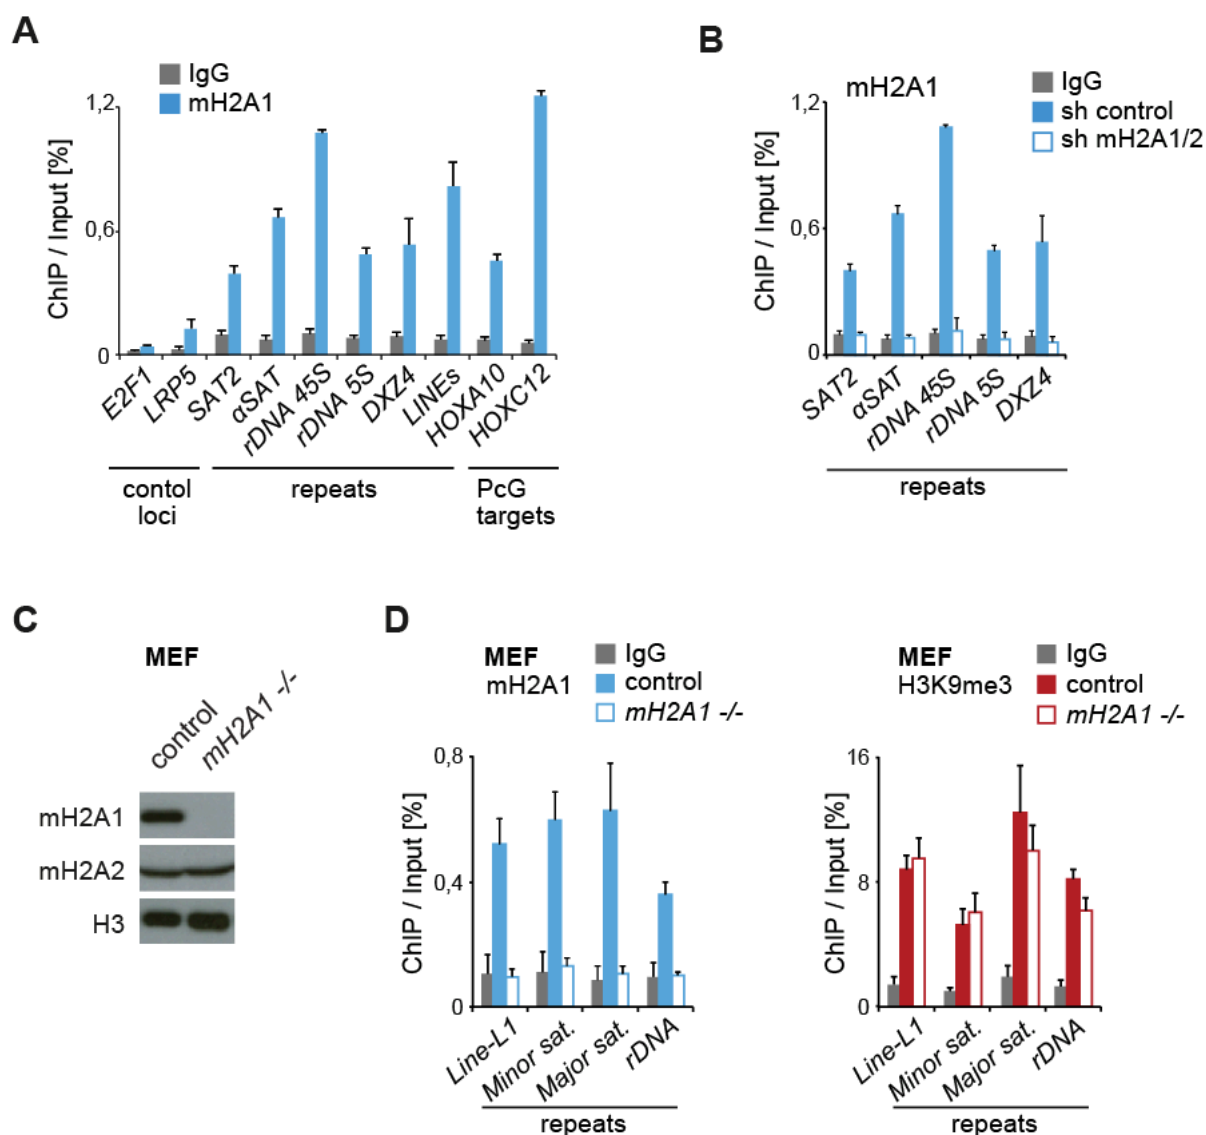 A
IgG
mH2A1
ChIP / Input [%]
1,2
0,6
0
E2F1
LRP5
SAT2
αSAT
rDNA 45S
rDNA 5S
DXZ4
LINEs
HOXA10
HOXC12
contol
loci
repeats
PcG
targets
B
mH2A1
IgG
sh control
sh mH2A1/2
ChIP / Input [%]
1,2
0,6
0
SAT2
αSAT
rDNA 45S
rDNA 5S
DXZ4
repeats
C
MEF
control
mH2A1 -/-
mH2A1
mH2A2
H3
D
MEF
mH2A1
IgG
control
mH2A1 -/-
ChIP / Input [%]
0,8
0,4
0
Line-L1
Minor sat.
Major sat.
rDNA
repeats
MEF
H3K9me3
IgG
control
mH2A1 -/-
ChIP / Input [%]
16
8
0
Line-L1
Minor sat.
Major sat.
rDNA
repeats